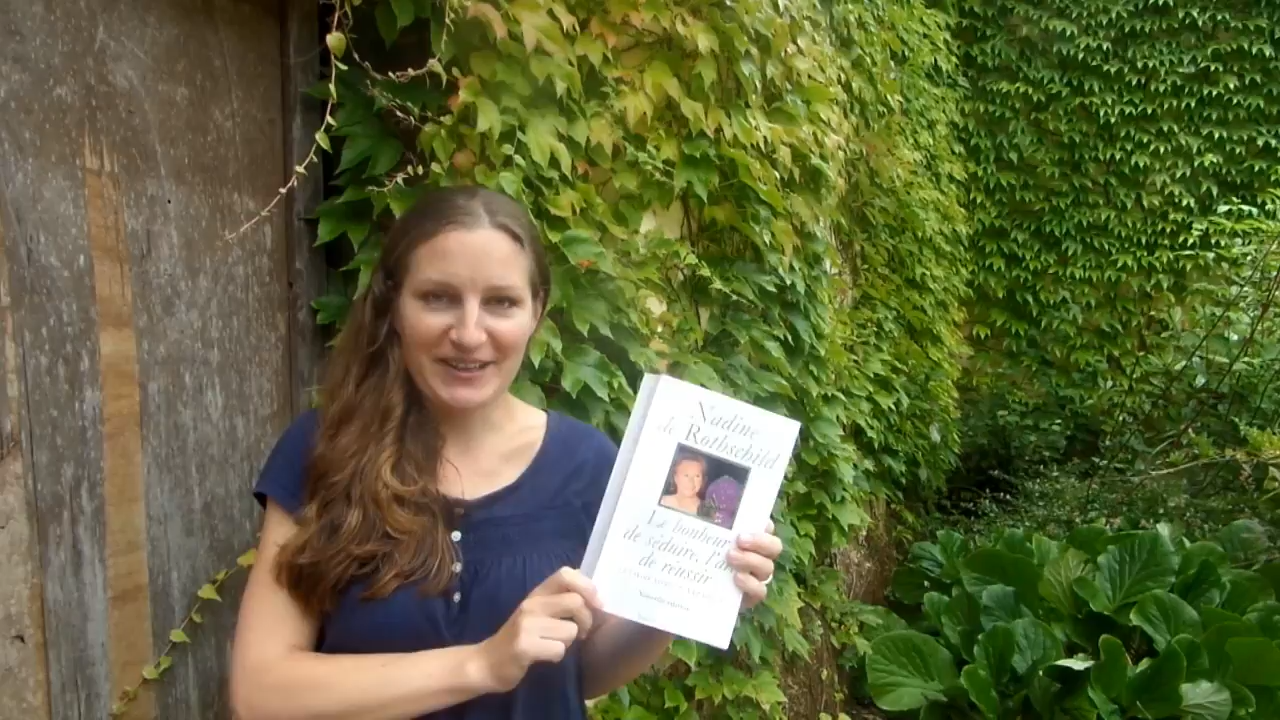 Nadine
de Rothschild
Le bonheur
de séduire, l'art
de réussir